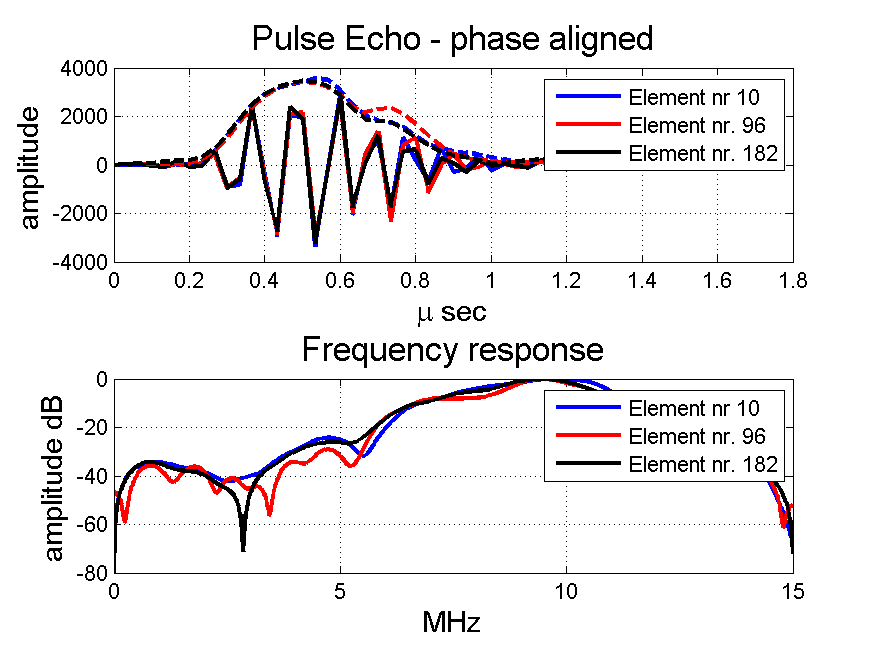 Pulse Echo - phase aligned
4000
2000
0
-2000
-4000
amplitude
Element nr 10
Element nr. 96
Element nr. 182
0 0.2 0.4 0.6 0.8 1 1.2 1.4 1.6 1.8
μ sec
Frequency response
0
-20
-40
-60
-80
amplitude dB
Element nr 10
Element nr. 96
Element nr. 182
0 5 10 15
MHz